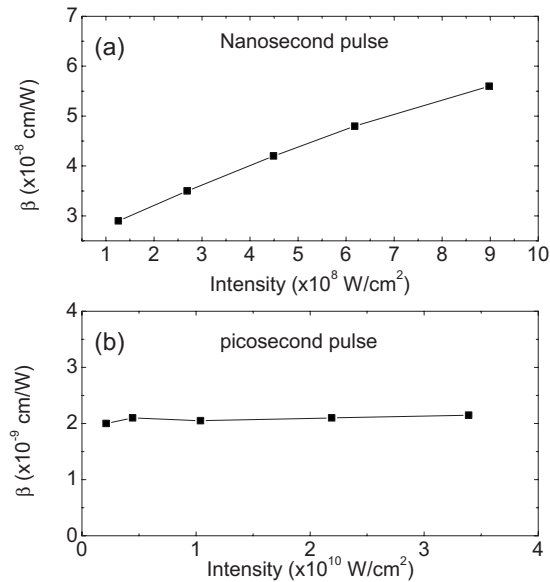 (a)
Nanosecond pulse
7
6
5
4
3
β (x10⁻⁸ cm/W)
1 2 3 4 5 6 7 8 9 10
Intensity (x10⁸ W/cm²)
(b)
picosecond pulse
4
3
2
1
0
β (x10⁻⁹ cm/W)
0 1 2 3 4
Intensity (x10¹⁰ W/cm²)